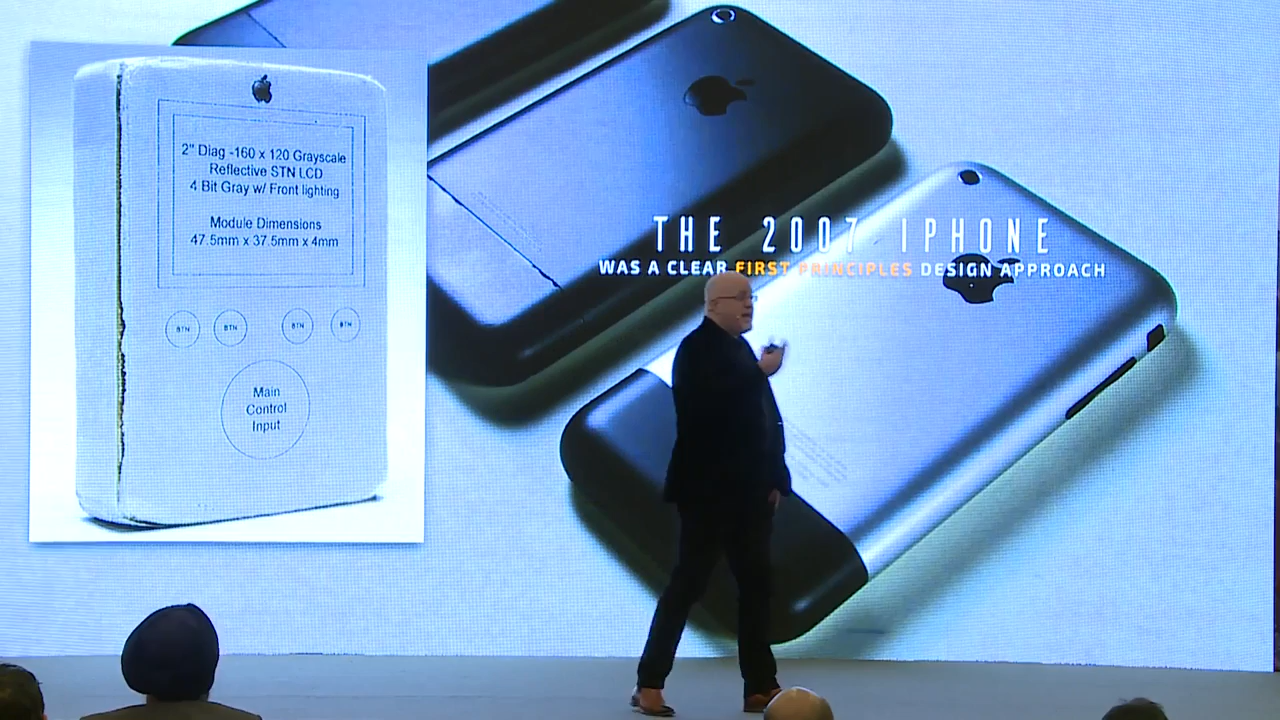 2" Diag -160 x 120 Grayscale
Reflective STN LCD
4 Bit Gray w/ Front lighting
Module Dimensions
47.5mm x 37.5mm x 4mm
BTN BTN BTN BTN
Main
Control
Input
THE 2007 IPHONE
WAS A CLEAR FIRST PRINCIPLES DESIGN APPROACH